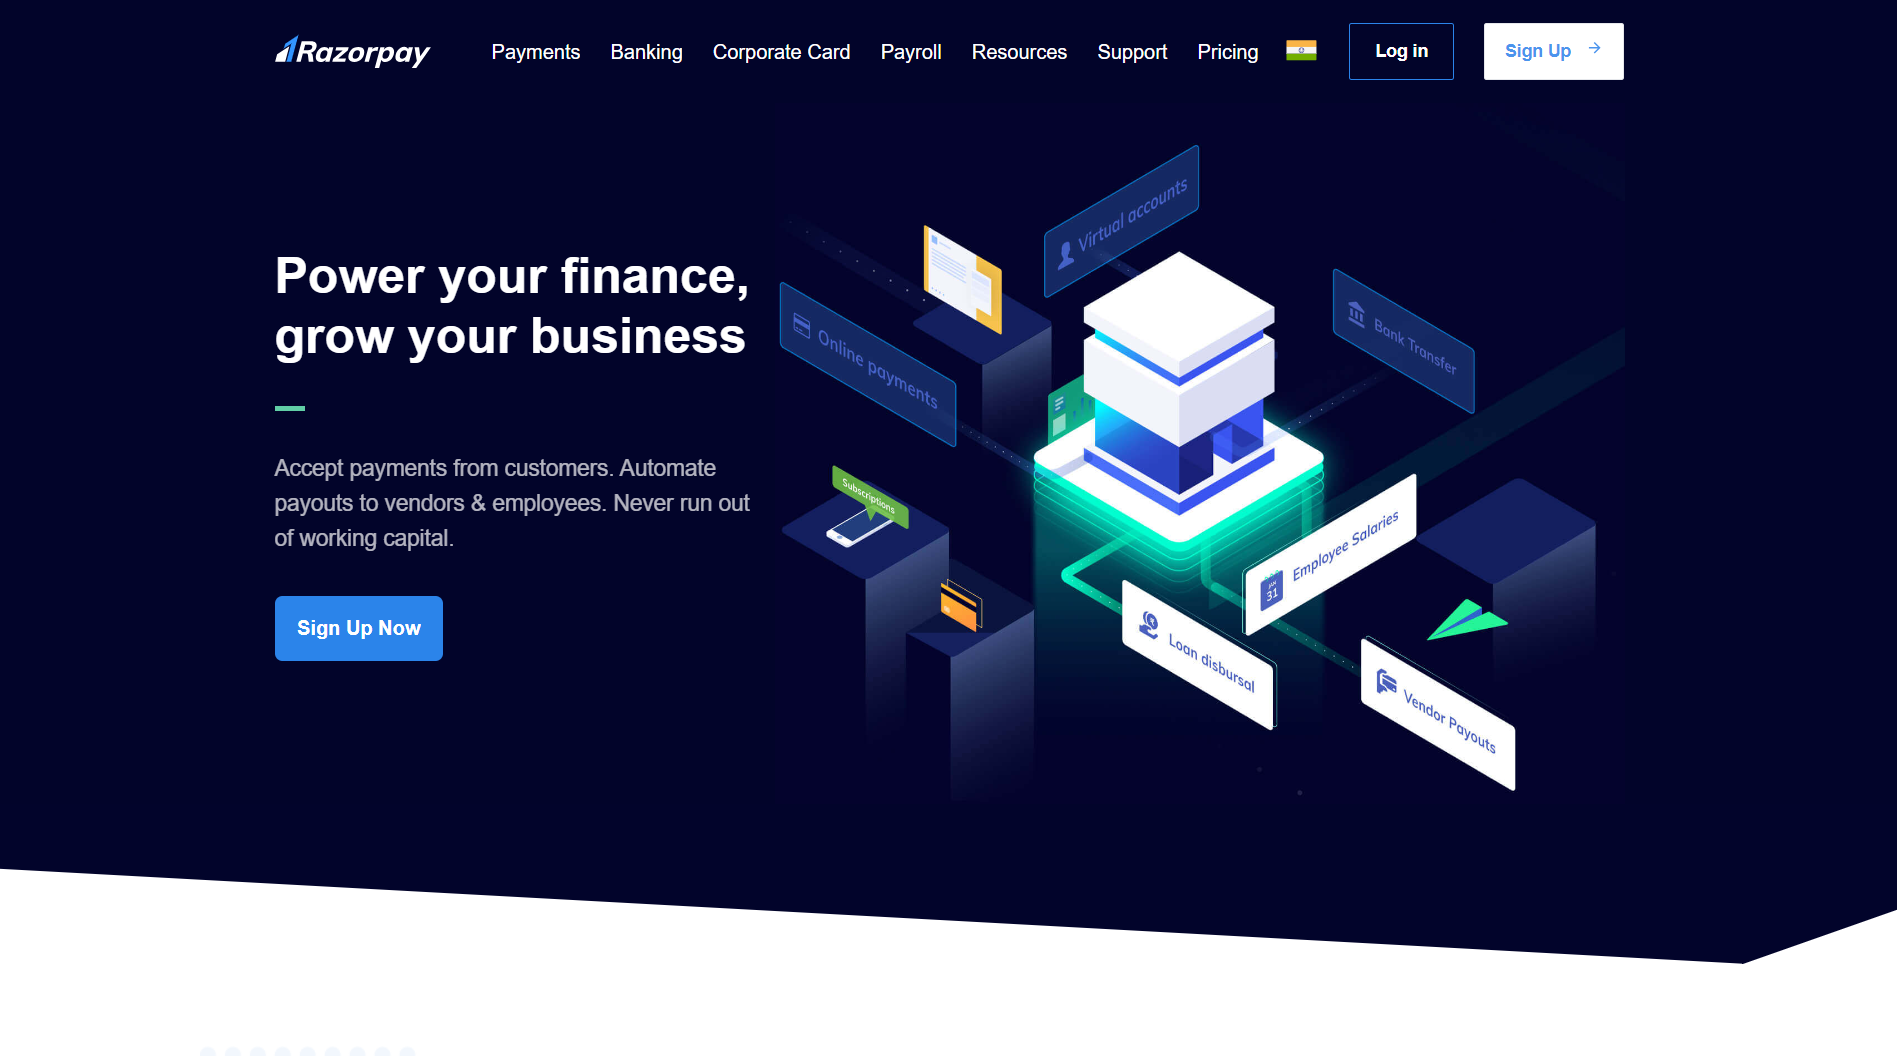 Razorpay
Payments
Banking
Corporate Card
Payroll
Resources
Support
Pricing
Log in
Sign Up
Power your finance,
grow your business
Accept payments from customers. Automate
payouts to vendors & employees. Never run out
of working capital.
Sign Up Now
Virtual accounts
Online payments
Bank Transfer
Subscriptions
JAN
31
Employee Salaries
Loan disbursal
Vendor Payouts